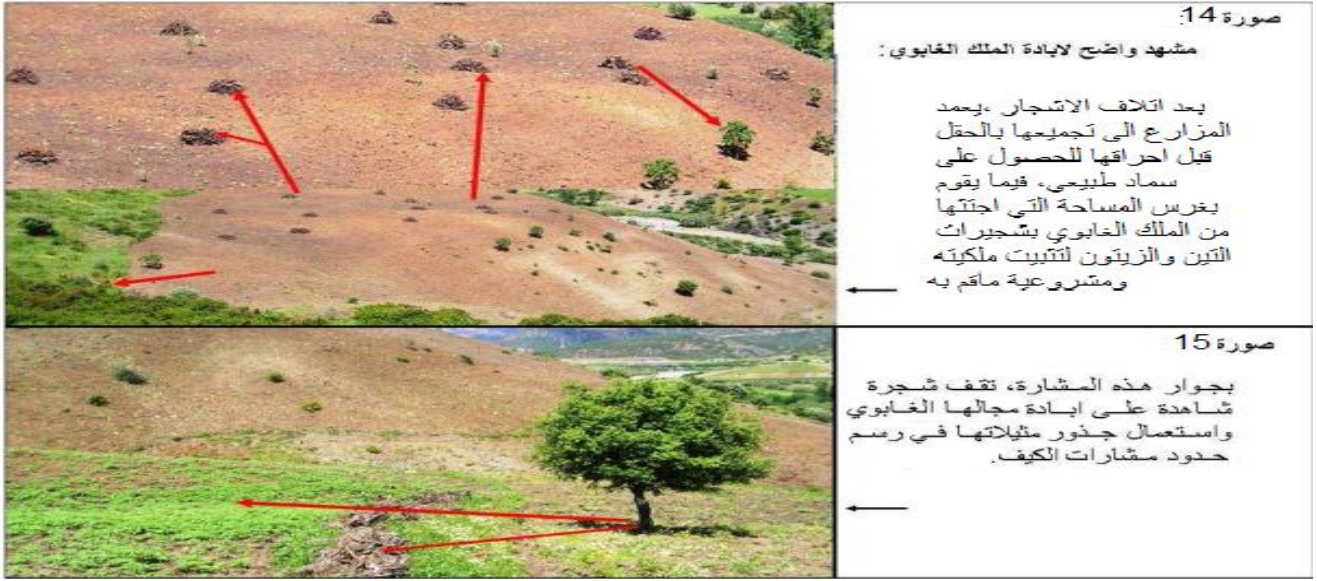 صورة 14:
مشهد واضح لابادة الملك الغابوي :
بعد اتلاف الاشجار ،يعمد
المزارع الى تجميعها بالحقل
قبل احراقها للحصول على
سماد طبيعي، فيما يقوم
بغرس المساحة التي اجتثها
من الملك الغابوي بشجيرات
التين والزيتون لتثبيت ملكيته
ومشروعية ماقم به
صورة 15
بجوار هذه المشارة، تقف شجرة
شاهدة على ابادة مجالها الغابوي
واستعمال جذور مثيلاتها في رسم
حدود مشارات الكيف.